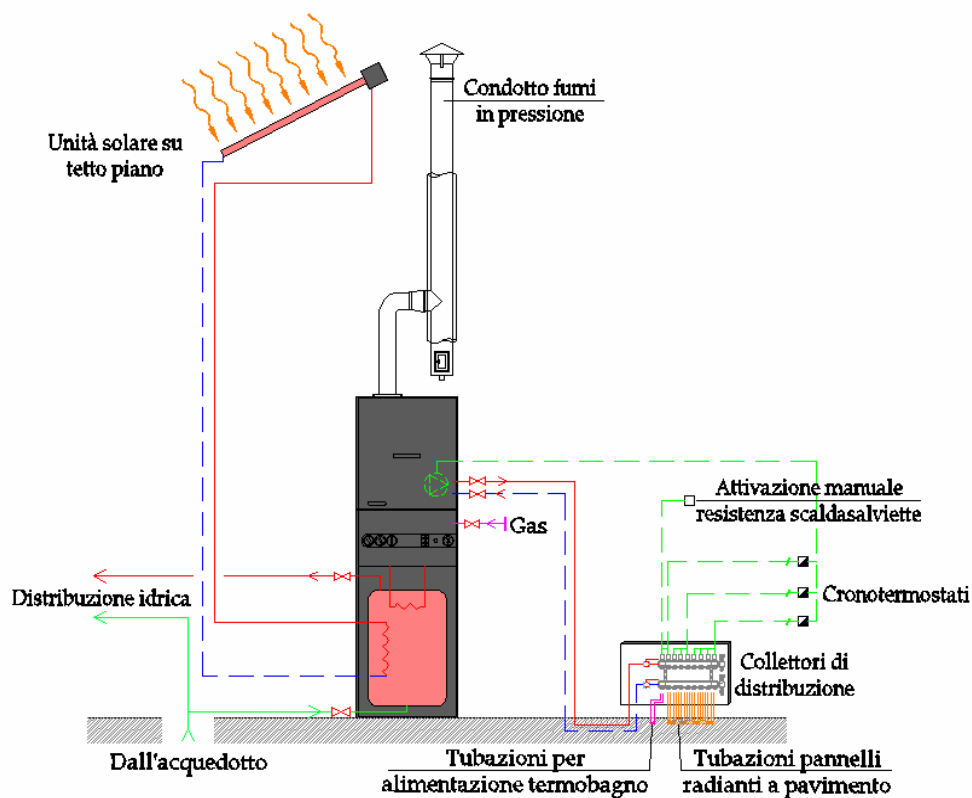 Condotto fumi
in pressione
Unità solare su
tetto piano
Attivazione manuale
resistenza scaldasalviette
Gas
Distribuzione idrica
Cronotermostati
Collettori di
distribuzione
Dall'acquedotto
Tubazioni per
alimentazione termobagno
Tubazioni pannelli
radianti a pavimento